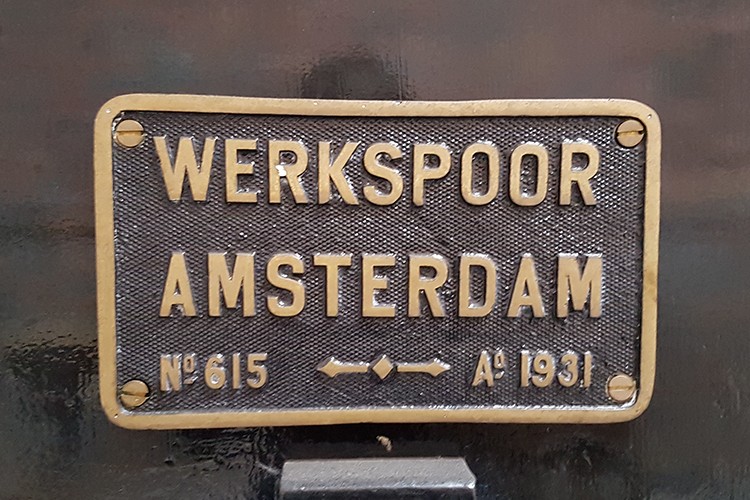 WERKSPOOR
AMSTERDAM
Nº 615 Aº 1931